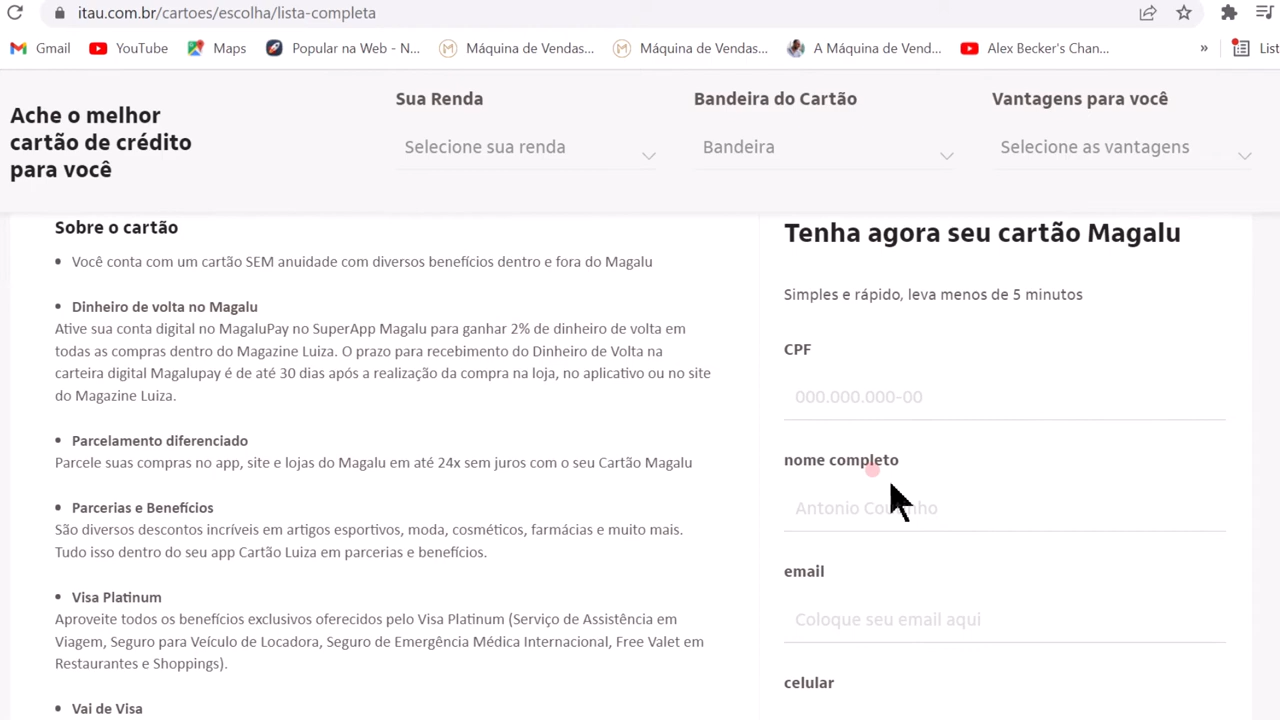 itau.com.br/cartoes/escolha/lista-completa
Gmail
YouTube
Maps
Popular na Web - N...
Máquina de Vendas...
Máquina de Vendas...
A Máquina de Vend...
Alex Becker's Chan...
»
List
Ache o melhor
cartão de crédito
para você
Sua Renda
Selecione sua renda
Bandeira do Cartão
Bandeira
Vantagens para você
Selecione as vantagens
Sobre o cartão
• Você conta com um cartão SEM anuidade com diversos benefícios dentro e fora do Magalu
• Dinheiro de volta no Magalu
Ative sua conta digital no MagaluPay no SuperApp Magalu para ganhar 2% de dinheiro de volta em
todas as compras dentro do Magazine Luiza. O prazo para recebimento do Dinheiro de Volta na
carteira digital Magalupay é de até 30 dias após a realização da compra na loja, no aplicativo ou no site
do Magazine Luiza.
• Parcelamento diferenciado
Parcele suas compras no app, site e lojas do Magalu em até 24x sem juros com o seu Cartão Magalu
• Parcerias e Benefícios
São diversos descontos incríveis em artigos esportivos, moda, cosméticos, farmácias e muito mais.
Tudo isso dentro do seu app Cartão Luiza em parcerias e benefícios.
• Visa Platinum
Aproveite todos os benefícios exclusivos oferecidos pelo Visa Platinum (Serviço de Assistência em
Viagem, Seguro para Veículo de Locadora, Seguro de Emergência Médica Internacional, Free Valet em
Restaurantes e Shoppings).
• Vai de Visa
Tenha agora seu cartão Magalu
Simples e rápido, leva menos de 5 minutos
CPF
000.000.000-00
nome completo
Antonio
email
Coloque seu email aqui
celular